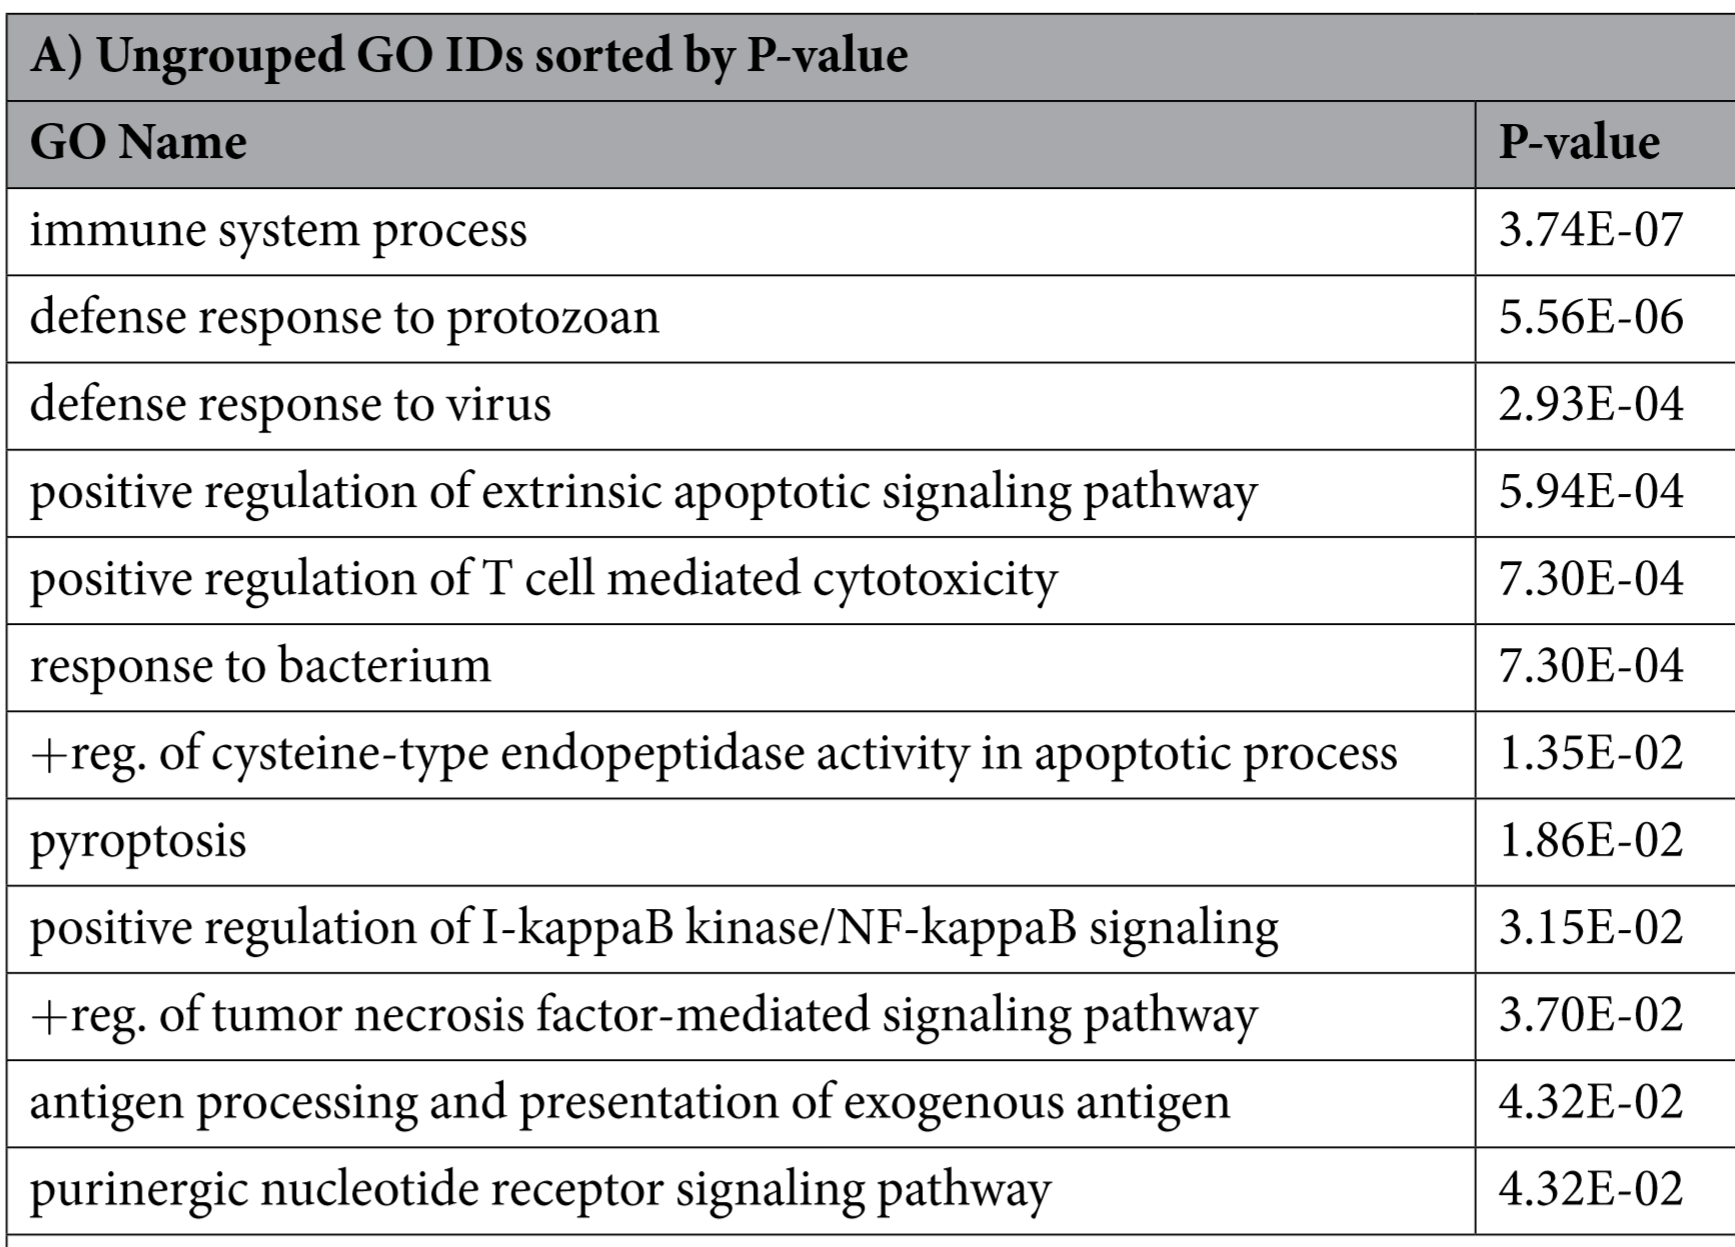 A) Ungrouped GO IDs sorted by P-value
GO Name P-value
immune system process 3.74E-07
defense response to protozoan 5.56E-06
defense response to virus 2.93E-04
positive regulation of extrinsic apoptotic signaling pathway 5.94E-04
positive regulation of T cell mediated cytotoxicity 7.30E-04
response to bacterium 7.30E-04
+reg. of cysteine-type endopeptidase activity in apoptotic process 1.35E-02
pyroptosis 1.86E-02
positive regulation of I-kappaB kinase/NF-kappaB signaling 3.15E-02
+reg. of tumor necrosis factor-mediated signaling pathway 3.70E-02
antigen processing and presentation of exogenous antigen 4.32E-02
purinergic nucleotide receptor signaling pathway 4.32E-02